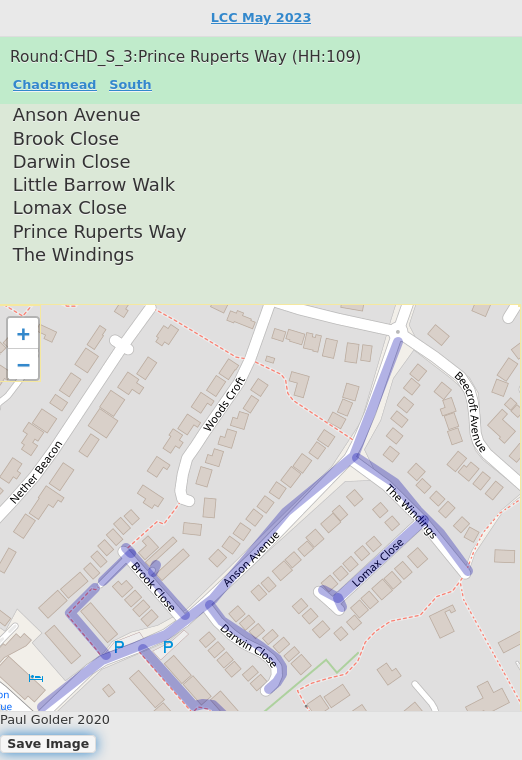 LCC May 2023
Round:CHD_S_3:Prince Ruperts Way (HH:109)
Chadsmead South
Anson Avenue
Brook Close
Darwin Close
Little Barrow Walk
Lomax Close
Prince Ruperts Way
The Windings
+
−
Beecroft Avenue
Woods Croft
Nether Beacon
The Windings
Anson Avenue
Lomax Close
Brook Close
Darwin Close
P P
on
ue
Paul Golder 2020
Save Image